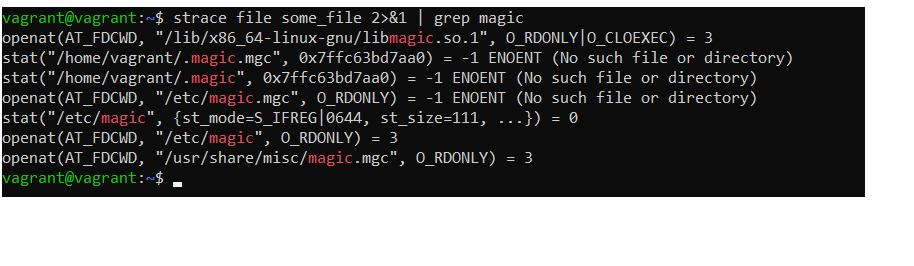 vagrant@vagrant:~$ strace file some_file 2>&1 | grep magic
openat(AT_FDCWD, "/lib/x86_64-linux-gnu/libmagic.so.1", O_RDONLY|O_CLOEXEC) = 3
stat("/home/vagrant/.magic.mgc", 0x7ffc63bd7aa0) = -1 ENOENT (No such file or directory)
stat("/home/vagrant/.magic", 0x7ffc63bd7aa0) = -1 ENOENT (No such file or directory)
openat(AT_FDCWD, "/etc/magic.mgc", O_RDONLY) = -1 ENOENT (No such file or directory)
stat("/etc/magic", {st_mode=S_IFREG|0644, st_size=111, ...}) = 0
openat(AT_FDCWD, "/etc/magic", O_RDONLY) = 3
openat(AT_FDCWD, "/usr/share/misc/magic.mgc", O_RDONLY) = 3
vagrant@vagrant:~$